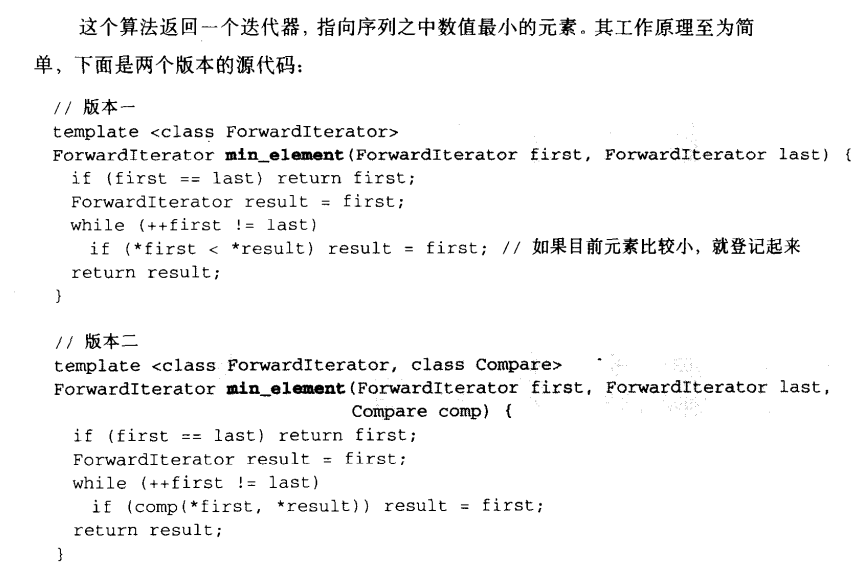 这个算法返回一个迭代器，指向序列之中数值最小的元素。其工作原理至为简
单，下面是两个版本的源代码：
// 版本一
template <class ForwardIterator>
ForwardIterator min_element(ForwardIterator first, ForwardIterator last) {
  if (first == last) return first;
  ForwardIterator result = first;
  while (++first != last)
    if (*first < *result) result = first; // 如果目前元素比较小，就登记起来
  return result;
}
// 版本二
template <class ForwardIterator, class Compare>
ForwardIterator min_element(ForwardIterator first, ForwardIterator last,
                            Compare comp) {
  if (first == last) return first;
  ForwardIterator result = first;
  while (++first != last)
    if (comp(*first, *result)) result = first;
  return result;
}